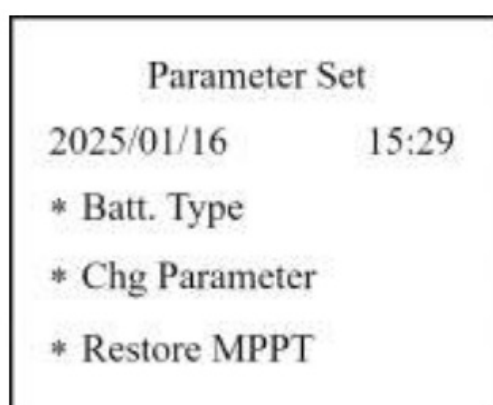 Parameter Set
2025/01/16 15:29
* Batt. Type
* Chg Parameter
* Restore MPPT